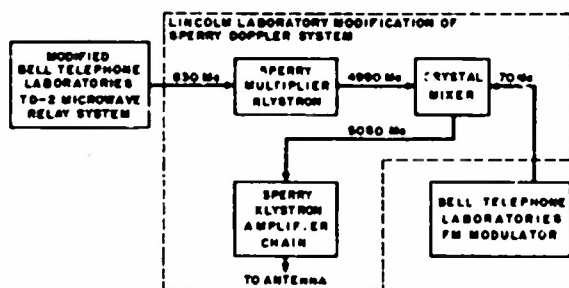 LINCOLN LABORATORY MODIFICATION OF
SPERRY DOPPLER SYSTEM
MODIFIED
BELL TELEPHONE
LABORATORIES
TD-2 MICROWAVE
RELAY SYSTEM
830 Mc
SPERRY
MULTIPLIER
KLYSTRON
4980 Mc
CRYSTAL
MIXER
70 Mc
5050 Mc
SPERRY
KLYSTRON
AMPLIFIER
CHAIN
BELL TELEPHONE
LABORATORIES
FM MODULATOR
TO ANTENNA